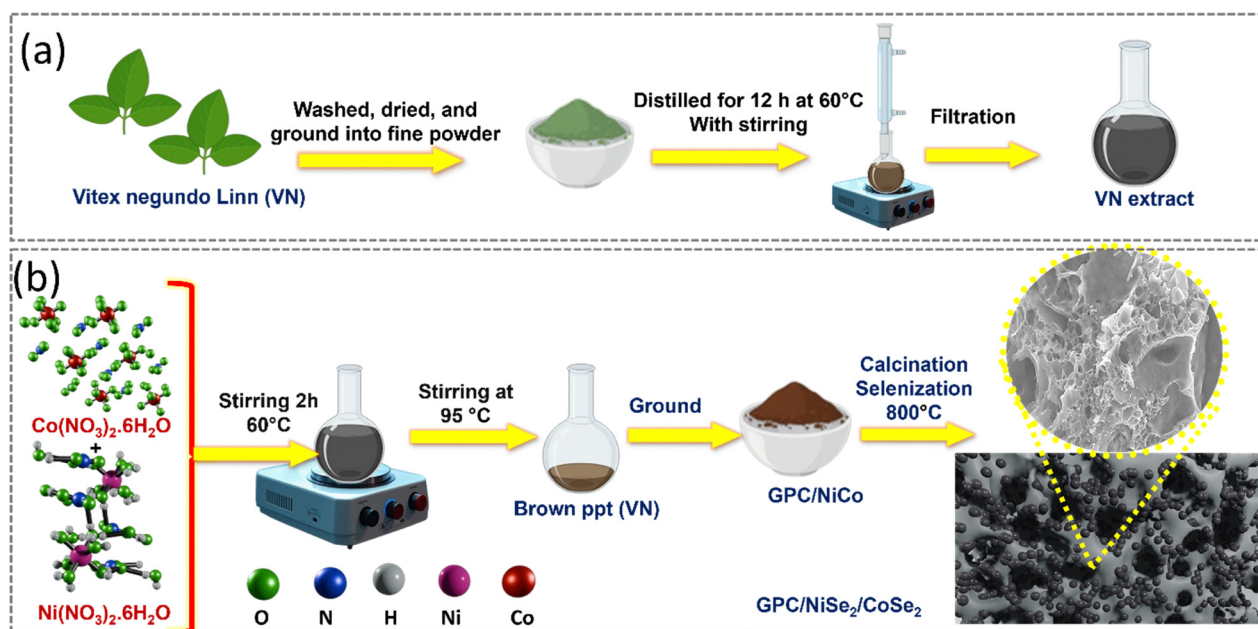 (a)
Washed, dried, and
ground into fine powder
Distilled for 12 h at 60°C
With stirring
Filtration
Vitex negundo Linn (VN)
VN extract
(b)
Co(NO₃)₂.6H₂O
+
Ni(NO₃)₂.6H₂O
Stirring 2h
60°C
Stirring at
95 °C
Brown ppt (VN)
Ground
GPC/NiCo
Calcination
Selenization
800°C
O N H Ni Co
GPC/NiSe₂/CoSe₂